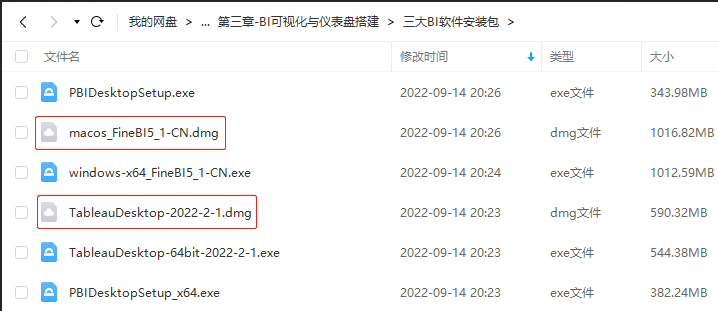 我的网盘 > ... 第三章-BI可视化与仪表盘搭建 > 三大BI软件安装包 >
文件名 修改时间 类型 大小
PBIDesktopSetup.exe 2022-09-14 20:26 exe文件 343.98MB
macos_FineBI5_1-CN.dmg 2022-09-14 20:26 dmg文件 1016.82MB
windows-x64_FineBI5_1-CN.exe 2022-09-14 20:24 exe文件 1012.59MB
TableauDesktop-2022-2-1.dmg 2022-09-14 20:23 dmg文件 590.32MB
TableauDesktop-64bit-2022-2-1.exe 2022-09-14 20:23 exe文件 544.38MB
PBIDesktopSetup_x64.exe 2022-09-14 20:23 exe文件 382.24MB